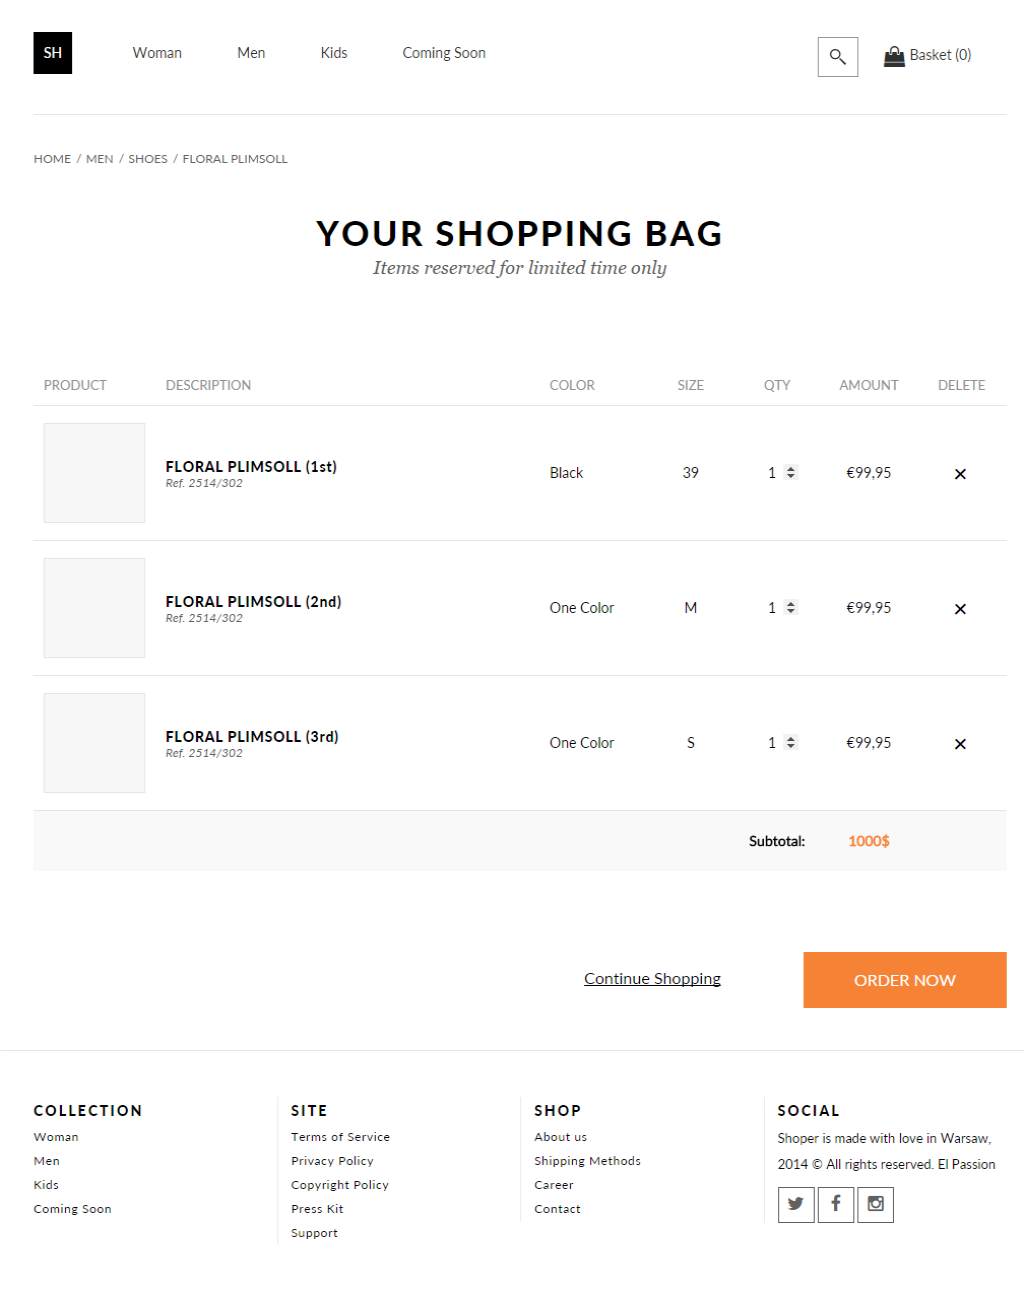 SH Woman Men Kids Coming Soon Basket (0)
HOME / MEN / SHOES / FLORAL PLIMSOLL
YOUR SHOPPING BAG
Items reserved for limited time only
PRODUCT DESCRIPTION COLOR SIZE QTY AMOUNT DELETE
FLORAL PLIMSOLL (1st)
Ref. 2514/302
Black 39 1 €99,95 ×
FLORAL PLIMSOLL (2nd)
Ref. 2514/302
One Color M 1 €99,95 ×
FLORAL PLIMSOLL (3rd)
Ref. 2514/302
One Color S 1 €99,95 ×
Subtotal: 1000$
Continue Shopping ORDER NOW
COLLECTION
Woman
Men
Kids
Coming Soon
SITE
Terms of Service
Privacy Policy
Copyright Policy
Press Kit
Support
SHOP
About us
Shipping Methods
Career
Contact
SOCIAL
Shoper is made with love in Warsaw,
2014 © All rights reserved. El Passion